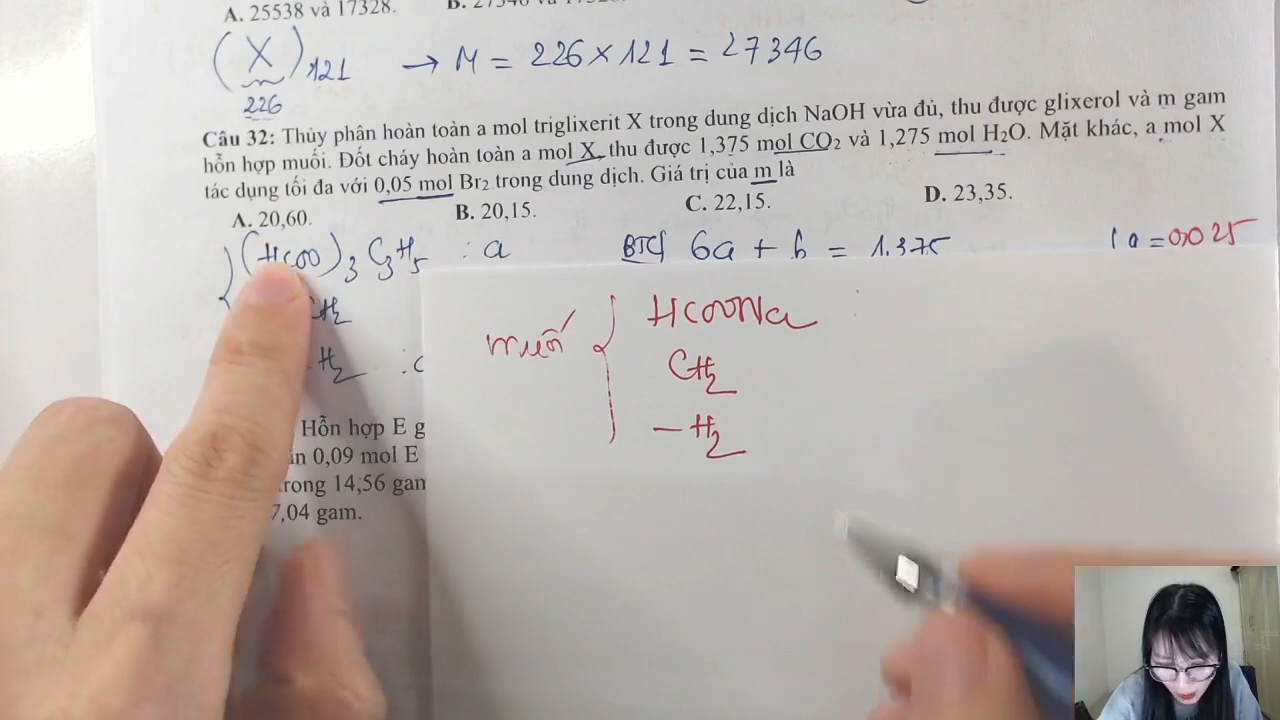 A. 25538 và 17328.
(X)121 → M = 226 × 121 = 27346
226
Câu 32: Thủy phân hoàn toàn a mol triglixerit X trong dung dịch NaOH vừa đủ, thu được glixerol và m gam
hỗn hợp muối. Đốt cháy hoàn toàn a mol X, thu được 1,375 mol CO2 và 1,275 mol H2O. Mặt khác, a mol X
tác dụng tối đa với 0,05 mol Br2 trong dung dịch. Giá trị của m là
A. 20,60. B. 20,15. C. 22,15. D. 23,35.
(HCOO)3 C3H5 : a BTC 6a + b = 1.375 a = 0.025
CH2
H2 : c
muối HCOONa
CH2
- H2
Hỗn hợp E g
0,09 mol E
trong 14,56 gam
7,04 gam.